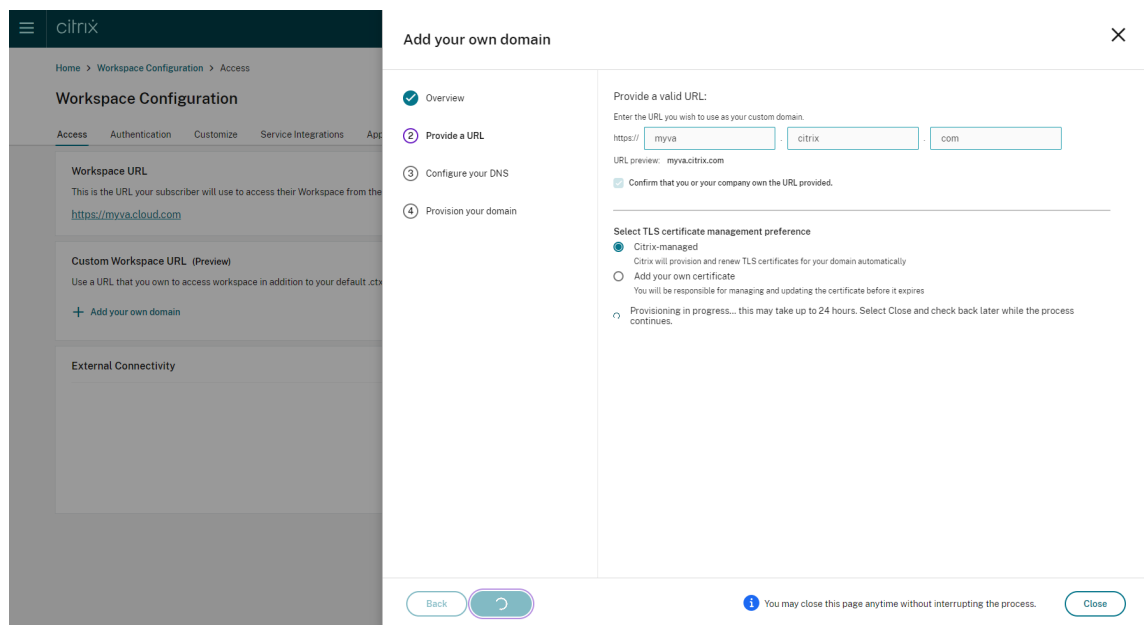 citrix
Home > Workspace Configuration > Access
Workspace Configuration
Access Authentication Customize Service Integrations App
Workspace URL
This is the URL your subscriber will use to access their Workspace from the
https://myva.cloud.com
Custom Workspace URL (Preview)
Use a URL that you own to access workspace in addition to your default .ctx
+ Add your own domain
External Connectivity
Add your own domain
Overview
2 Provide a URL
3 Configure your DNS
4 Provision your domain
Provide a valid URL:
Enter the URL you wish to use as your custom domain.
https:// myva . citrix . com
URL preview: myva.citrix.com
Confirm that you or your company own the URL provided.
Select TLS certificate management preference
Citrix-managed
Citrix will provision and renew TLS certificates for your domain automatically
Add your own certificate
You will be responsible for managing and updating the certificate before it expires
Provisioning in progress... this may take up to 24 hours. Select Close and check back later while the process
continues.
Back
You may close this page anytime without interrupting the process.
Close